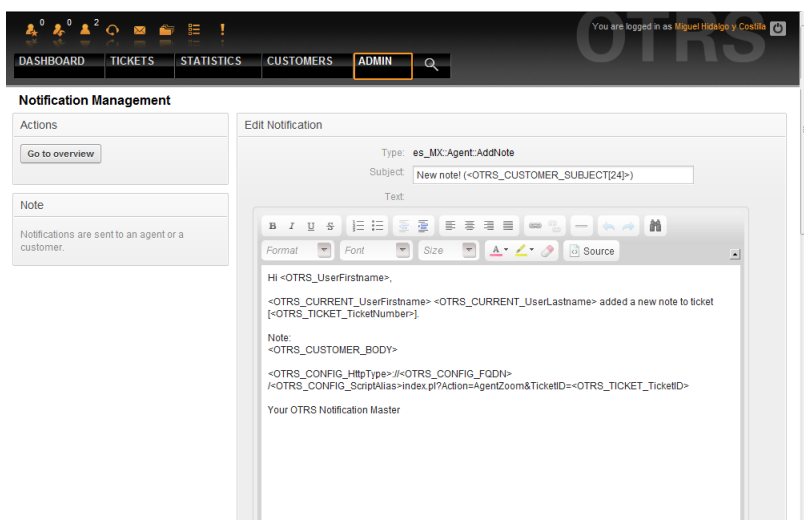 OTRS
0 0 2
You are logged in as Miguel Hidalgo y Costilla
DASHBOARD TICKETS STATISTICS CUSTOMERS ADMIN
Notification Management
Actions
Go to overview
Note
Notifications are sent to an agent or a
customer.
Edit Notification
Type: es_MX::Agent::AddNote
Subject: New note! (<OTRS_CUSTOMER_SUBJECT[24]>)
Text:
B I U S
Format Font Size A Source
Hi <OTRS_UserFirstname>,
<OTRS_CURRENT_UserFirstname> <OTRS_CURRENT_UserLastname> added a new note to ticket
[<OTRS_TICKET_TicketNumber>].
Note:
<OTRS_CUSTOMER_BODY>
<OTRS_CONFIG_HttpType>://<OTRS_CONFIG_FQDN>
/<OTRS_CONFIG_ScriptAlias>index.pl?Action=AgentZoom&TicketID=<OTRS_TICKET_TicketID>
Your OTRS Notification Master